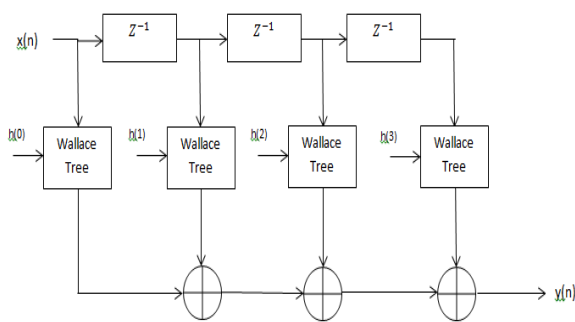 Z⁻¹
Z⁻¹
Z⁻¹
x(n)
h(0)
h(1)
h(2)
h(3)
Wallace
Tree
Wallace
Tree
Wallace
Tree
Wallace
Tree
y(n)